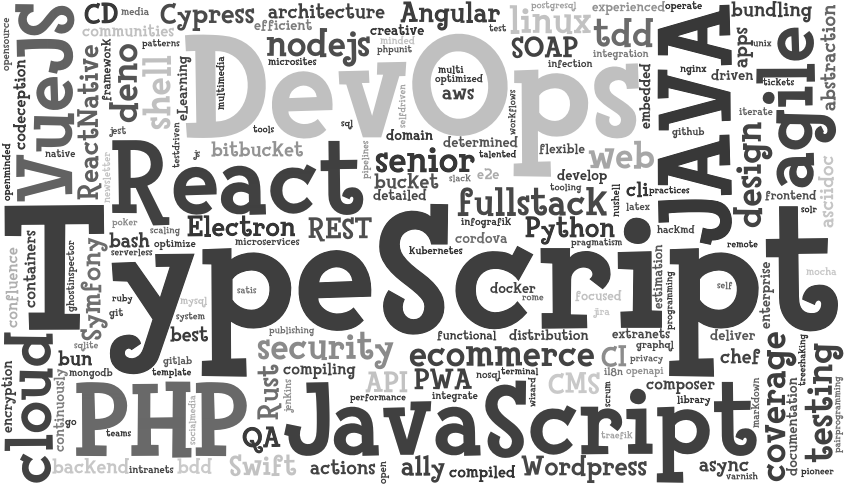 opensource
CD
media
communities
patterns
Cypress
architecture
efficient
creative
minded
phpunit
Angular
test
postgresql
linux
experienced
operate
bundling
unix
apps
driven
tickets
abstraction
agile
JAVA
nginx
embedded
tdd
integration
SOAP
infection
nodejs
microsites
multi
optimized
aws
DevOps
multimedia
eLearning
shell
deno
framework
ReactNative
jest
codeception
VueJS
native
openminded
newsletter
testdriven
tools
sql
selfdriven
workflows
domain
determined
talented
flexible
web
github
iterate
design
asciidoc
frontend
solr
bitbucket
pipelines
senior
bucket
slack
e2e
detailed
develop
tooling
cli
practices
nushell
latex
hacKmd
React
fullstack
infografik
Python
pragmatism
remote
poker
scaling
Electron
REST
cordova
Kubernetes
microservices
bash
optimize
serverless
confluence
containers
ghostinspector
Symfony
TypeScript
ruby
git
mysql
system
satis
best
docker
rome
focused
jira
estimation
programming
self
enterprise
mocha
publishing
functional
distribution
extranets
graphql
deliver
sqlite
bun
mongodb
gitlab
template
security
compiling
ecommerce
CI
privacy
i18n
openapi
chef
coverage
treeshaking
encryption
cloud
continuously
go
PHP
teams
socialmedia
Rust
jenkins
API
performance
PWA
integrate
nosql
terminal
wizard
CMS
scrum
composer
library
markdown
documentation
testing
pairprogramming
JavaScript
traefik
QA
backend
intranets
bdd
Swift
actions
open
ally
compiled
Wordpress
async
varnish
pioneer